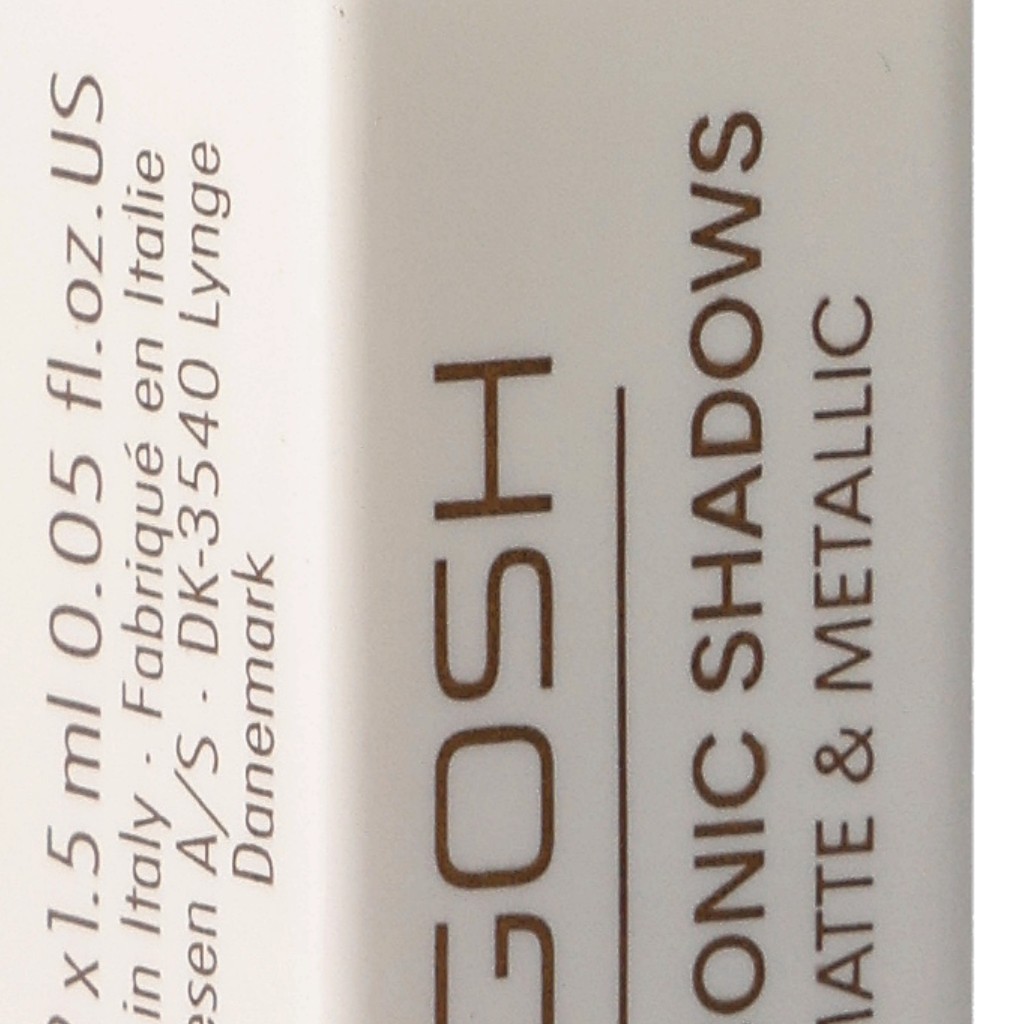 x 1.5 ml 0.05 fl.oz.US
in Italy · Fabriqué en Italie
A/S · DK-3540 Lynge
Danemark
GOSH
SHADOWS
& METALLIC